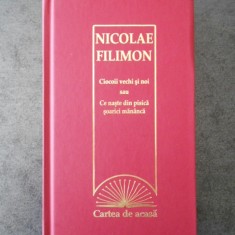 NICOLAE
FILIMON
Ciocoii vechi și noi
sau
Ce naște din pisică
șoarici mănâncă
Cartea de acasă